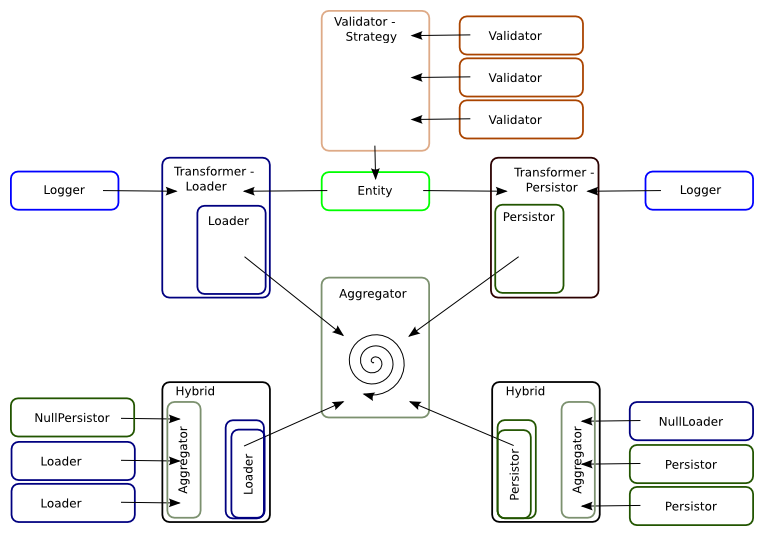 Validator -
Strategy
Validator
Validator
Validator
Logger
Transformer -
Loader
Loader
Entity
Transformer -
Persistor
Persistor
Logger
Aggregator
Hybrid
NullPersistor
Loader
Loader
Aggregator
Loader
Hybrid
Persistor
Aggregator
NullLoader
Persistor
Persistor